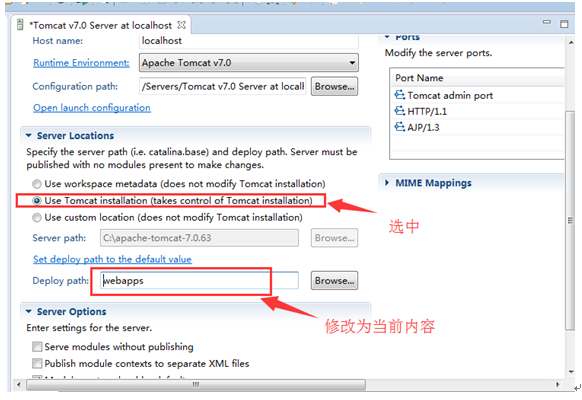 *Tomcat v7.0 Server at localhost
Host name: localhost
Runtime Environment: Apache Tomcat v7.0
Configuration path: /Servers/Tomcat v7.0 Server at locall Browse...
Open launch configuration
Server Locations
Specify the server path (i.e. catalina.base) and deploy path. Server must be
published with no modules present to make changes.
Use workspace metadata (does not modify Tomcat installation)
Use Tomcat installation (takes control of Tomcat installation)
Use custom location (does not modify Tomcat installation)
Server path: C:\apache-tomcat-7.0.63 Browse...
Set deploy path to the default value
Deploy path: webapps Browse...
Server Options
Enter settings for the server.
Serve modules without publishing
Publish module contexts to separate XML files
Ports
Modify the server ports.
Port Name
Tomcat admin port
HTTP/1.1
AJP/1.3
MIME Mappings
选中
修改为当前内容